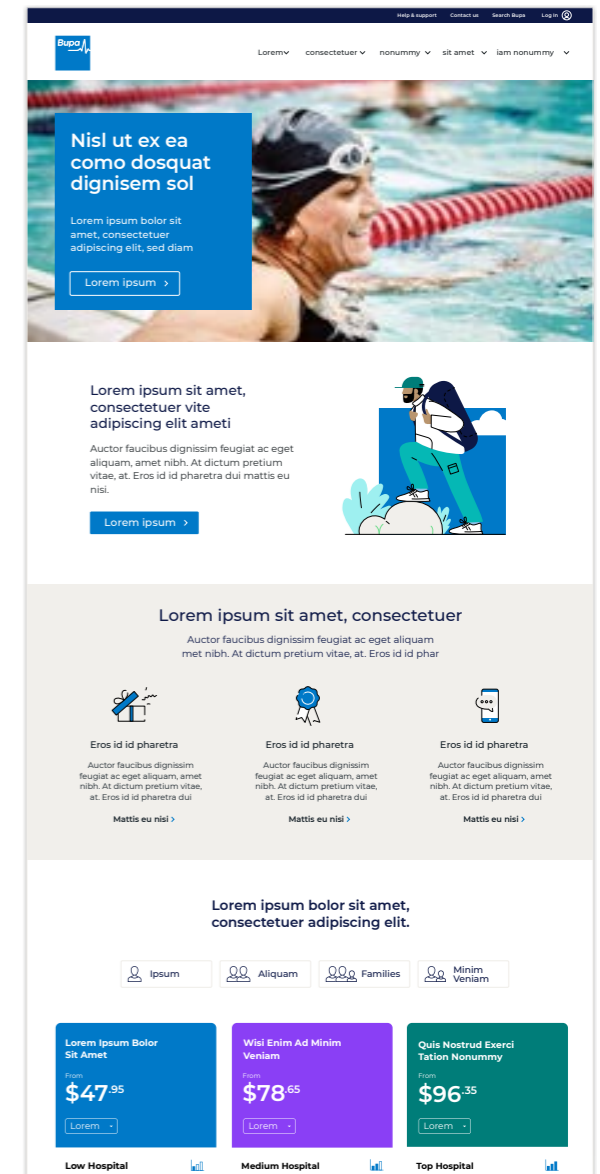 Help & support Contact us Search Bupa Log In
Bupa
Lorem consectetuer nonummy sit amet iam nonummy
Nisl ut ex ea
como dosquat
dignisem sol
Lorem ipsum bolor sit
amet, consectetuer
adipiscing elit, sed diam
Lorem ipsum >
Lorem ipsum sit amet,
consectetuer vite
adipiscing elit ameti
Auctor faucibus dignissim feugiat ac eget
aliquam, amet nibh. At dictum pretium
vitae, at. Eros id id pharetra dui mattis eu
nisi.
Lorem ipsum >
Lorem ipsum sit amet, consectetuer
Auctor faucibus dignissim feugiat ac eget aliquam
met nibh. At dictum pretium vitae, at. Eros id id phar
Eros id id pharetra
Auctor faucibus dignissim
feugiat ac eget aliquam, amet
nibh. At dictum pretium vitae,
at. Eros id id pharetra dui
Mattis eu nisi >
Eros id id pharetra
Auctor faucibus dignissim
feugiat ac eget aliquam, amet
nibh. At dictum pretium vitae,
at. Eros id id pharetra dui
Mattis eu nisi >
Eros id id pharetra
Auctor faucibus dignissim
feugiat ac eget aliquam, amet
nibh. At dictum pretium vitae,
at. Eros id id pharetra dui
Mattis eu nisi >
Lorem ipsum bolor sit amet,
consectetuer adipiscing elit.
Ipsum
Aliquam
Families
Minim
Veniam
Lorem Ipsum Bolor
Sit Amet
From
$47.95
Lorem
Low Hospital
Wisi Enim Ad Minim
Veniam
From
$78.65
Lorem
Medium Hospital
Quis Nostrud Exerci
Tation Nonummy
From
$96.35
Lorem
Top Hospital